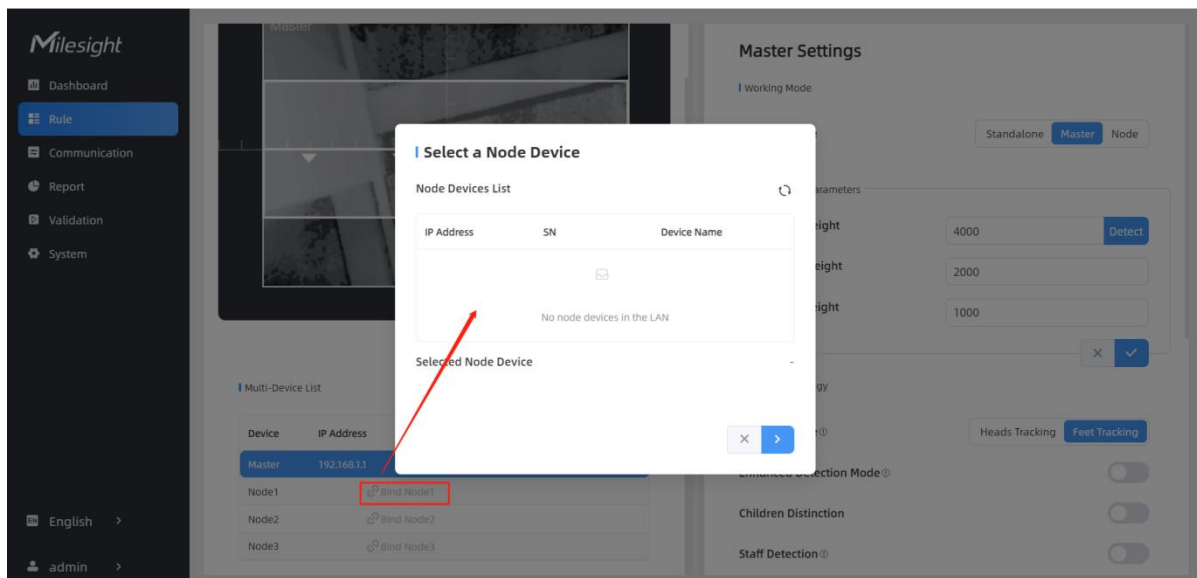 Milesight
Dashboard
Rule
Communication
Report
Validation
System
English
admin
Master
Multi-Device List
Device IP Address
Master 192.168.1.1
Node1 Bind Node1
Node2 Bind Node2
Node3 Bind Node3
Select a Node Device
Node Devices List
IP Address SN Device Name
No node devices in the LAN
Selected Node Device -
Master Settings
Working Mode
Standalone Master Node
arameters
eight 4000 Detect
eight 2000
eight 1000
gy
Heads Tracking Feet Tracking
Enhanced Detection Mode
Children Distinction
Staff Detection